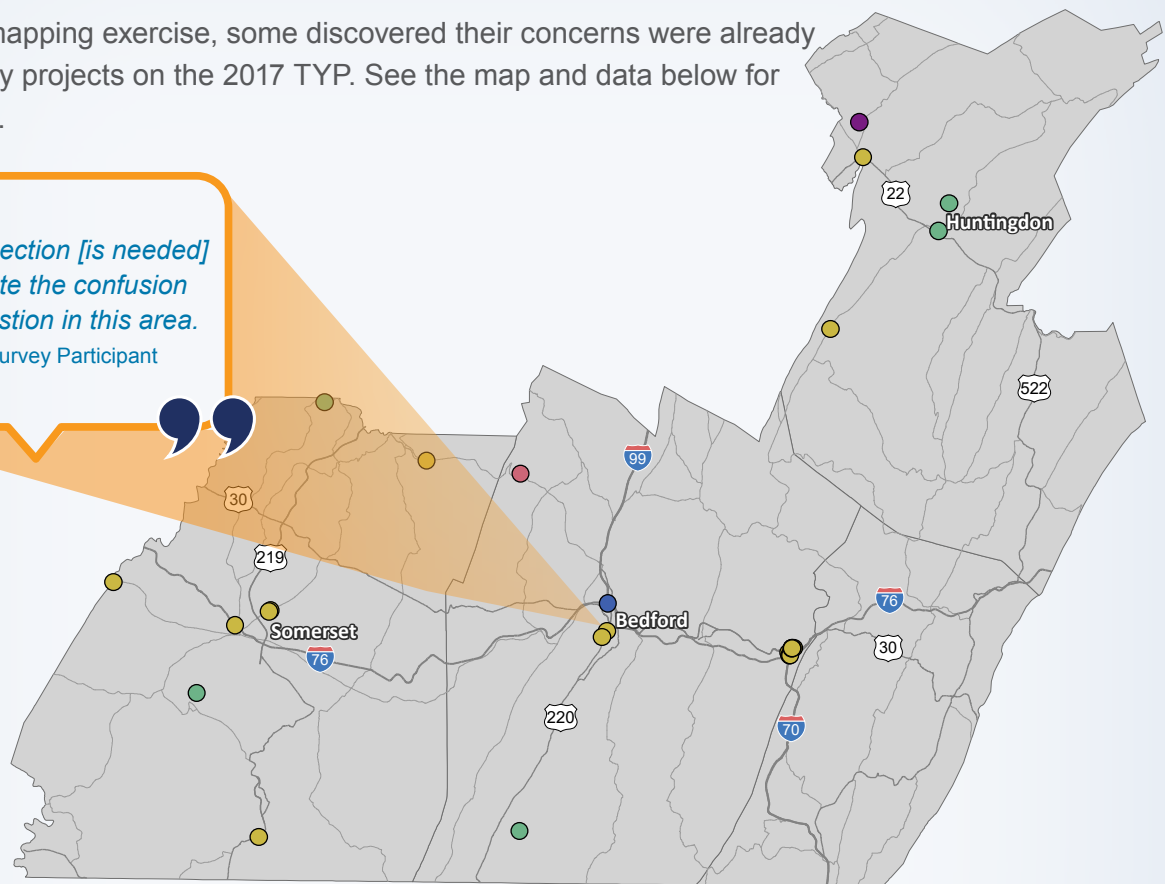 napping exercise, some discovered their concerns were already
y projects on the 2017 TYP. See the map and data below for
.
ection [is needed]
te the confusion
stion in this area.
urvey Participant
”
22
Huntingdon
522
99
30
219
Bedford
76
Somerset
76
30
220
70